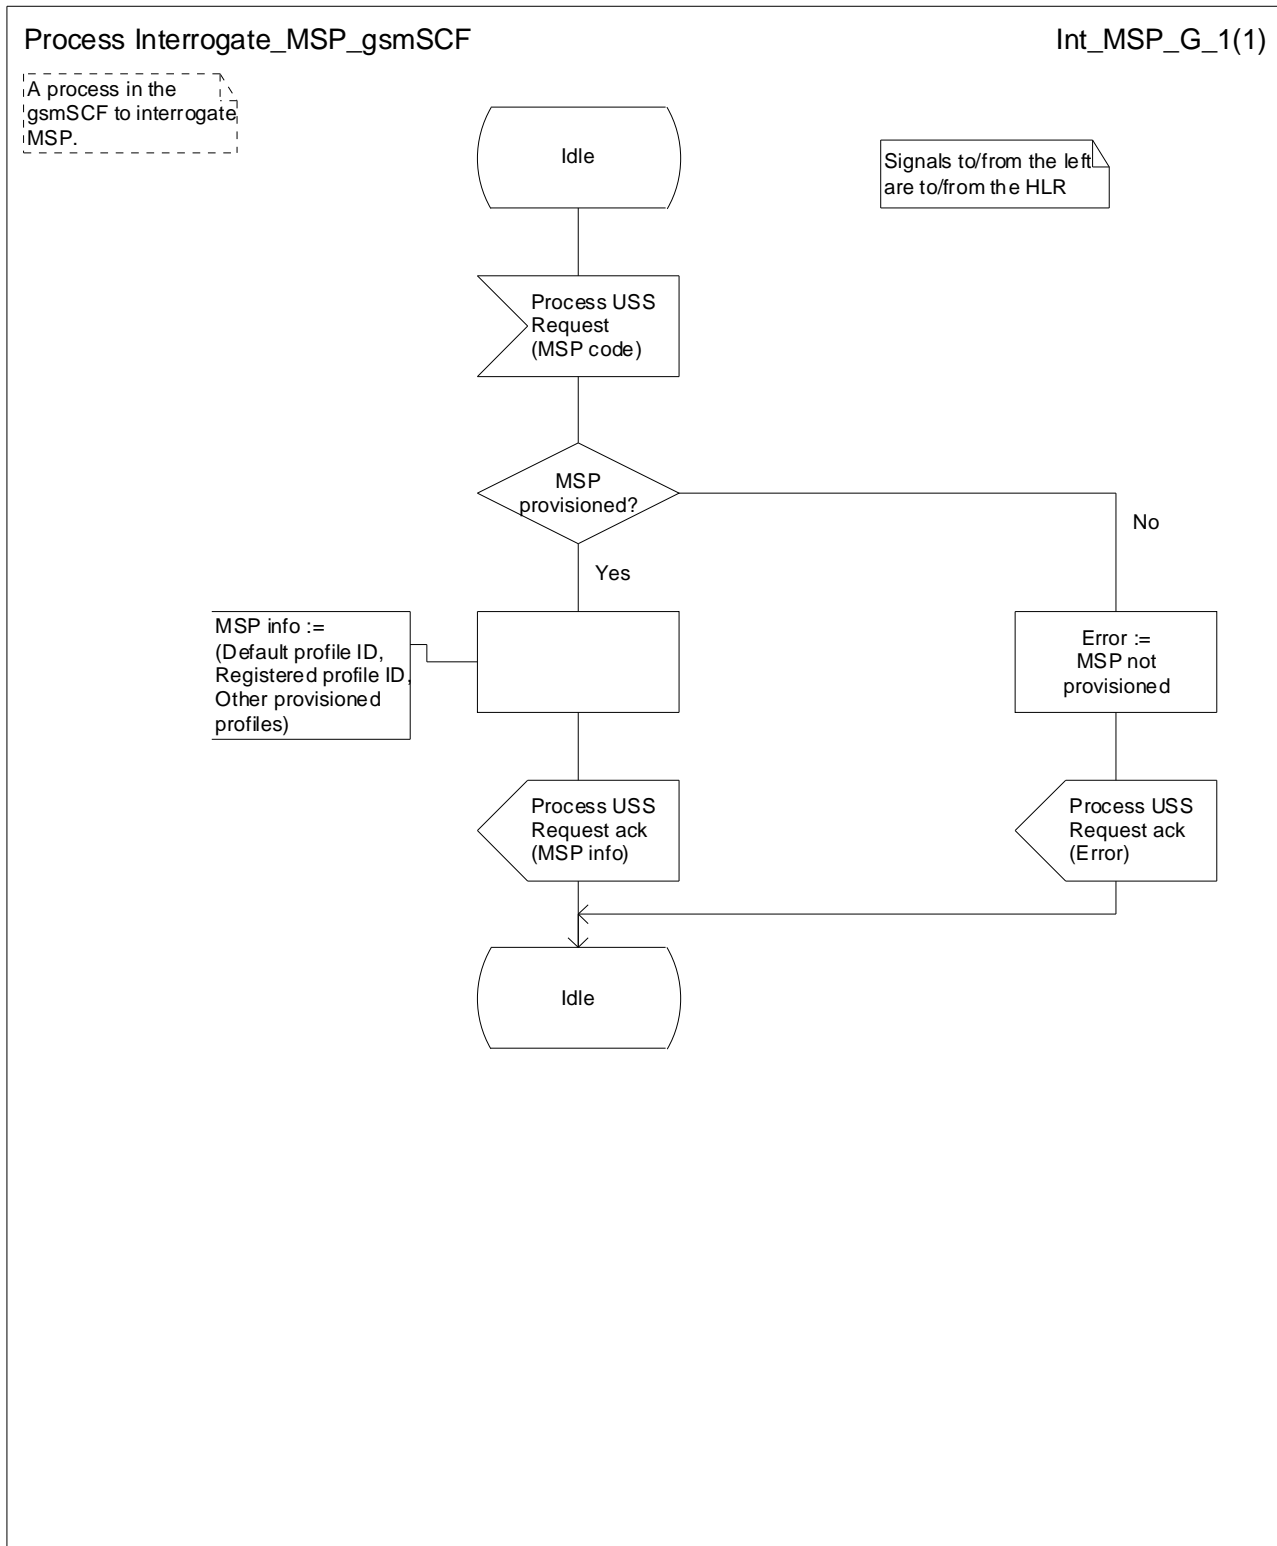 Process Interrogate_MSP_gsmSCF
Int_MSP_G_1(1)
A process in the
gsmSCF to interrogate
MSP.
Idle
Signals to/from the left
are to/from the HLR
Process USS
Request
(MSP code)
MSP
provisioned?
No
Yes
MSP info :=
(Default profile ID,
Registered profile ID,
Other provisioned
profiles)
Error :=
MSP not
provisioned
Process USS
Request ack
(MSP info)
Process USS
Request ack
(Error)
Idle